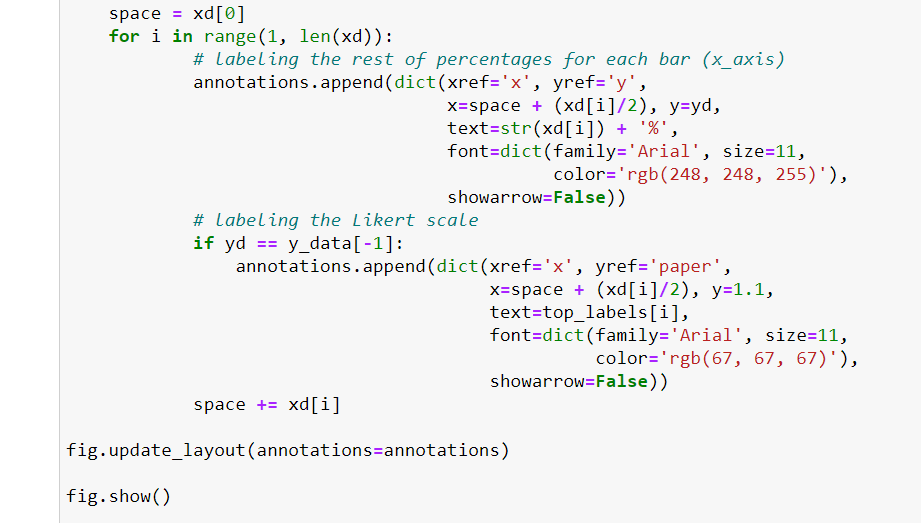 space = xd[0]
for i in range(1, len(xd)):
# labeling the rest of percentages for each bar (x_axis)
annotations.append(dict(xref='x', yref='y',
x=space + (xd[i]/2), y=yd,
text=str(xd[i]) + '%',
font=dict(family='Arial', size=11,
color='rgb(248, 248, 255)'),
showarrow=False))
# labeling the Likert scale
if yd == y_data[-1]:
annotations.append(dict(xref='x', yref='paper',
x=space + (xd[i]/2), y=1.1,
text=top_labels[i],
font=dict(family='Arial', size=11,
color='rgb(67, 67, 67)'),
showarrow=False))
space += xd[i]
fig.update_layout(annotations=annotations)
fig.show()